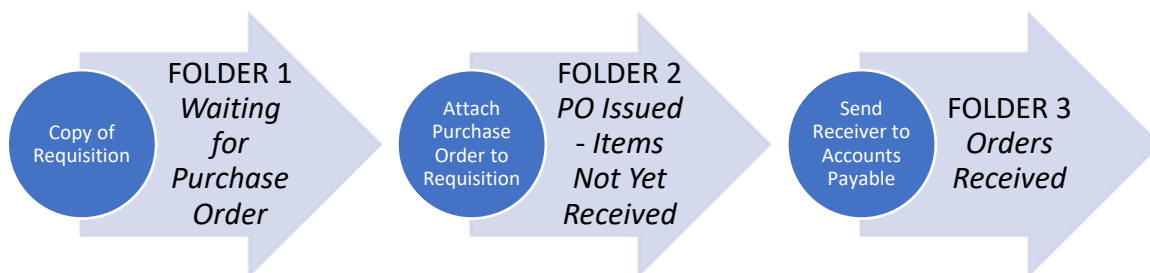 Copy of
Requisition
FOLDER 1
Waiting
for
Purchase
Order
Attach
Purchase
Order to
Requisition
FOLDER 2
PO Issued
- Items
Not Yet
Received
Send
Receiver to
Accounts
Payable
FOLDER 3
Orders
Received